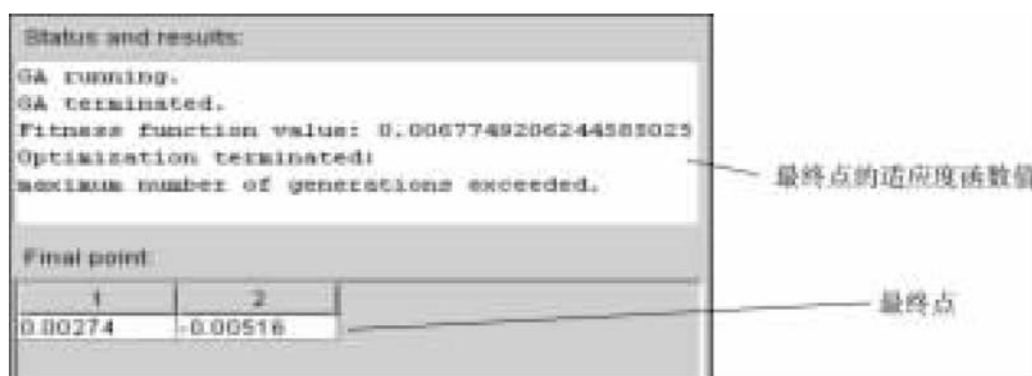 Status and results:
GA running.
GA terminated.
Fitness function value: 0.0067749206244585025
Optimization terminated:
maximum number of generations exceeded.
最终点的适应度函数值
Final point:
1 2
0.00274 -0.00516
最终点